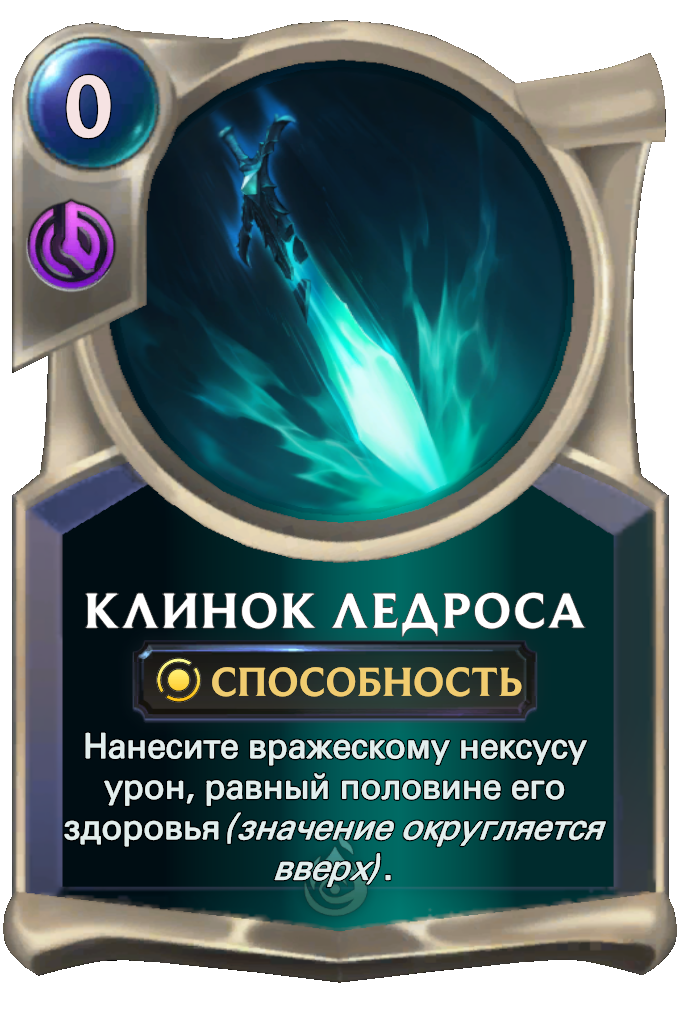 0
КЛИНОК ЛЕДРОСА
СПОСОБНОСТЬ
Нанесите вражескому нексусу
урон, равный половине его
здоровья (значение округляется
вверх).